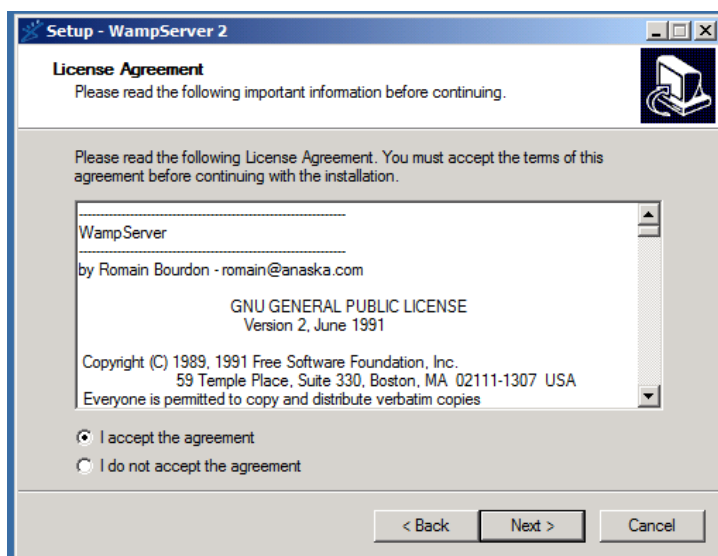 Setup - WampServer 2
License Agreement
Please read the following important information before continuing.
Please read the following License Agreement. You must accept the terms of this
agreement before continuing with the installation.
----------------------------------------------------------------
WampServer
----------------------------------------------------------------
by Romain Bourdon - romain@anaska.com
GNU GENERAL PUBLIC LICENSE
Version 2, June 1991
Copyright (C) 1989, 1991 Free Software Foundation, Inc.
59 Temple Place, Suite 330, Boston, MA 02111-1307 USA
Everyone is permitted to copy and distribute verbatim copies
I accept the agreement
I do not accept the agreement
< Back Next > Cancel